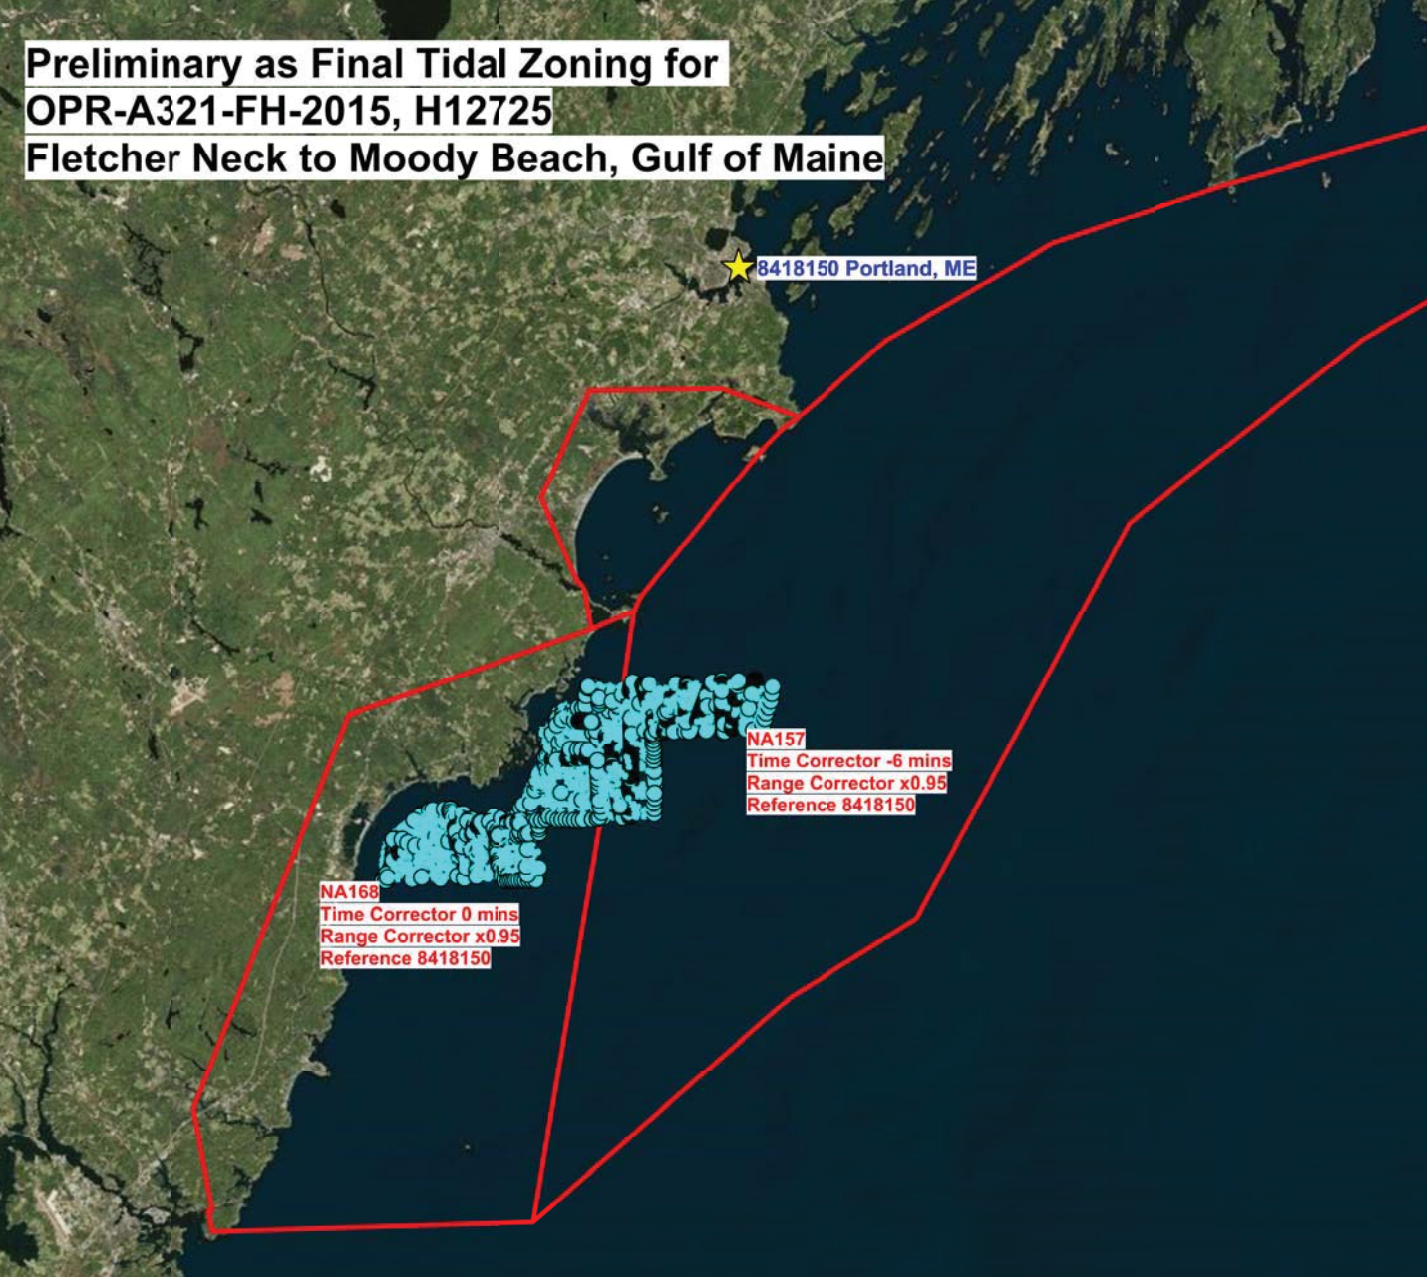 Preliminary as Final Tidal Zoning for
OPR-A321-FH-2015, H12725
Fletcher Neck to Moody Beach, Gulf of Maine
8418150 Portland, ME
NA157
Time Corrector -6 mins
Range Corrector x0.95
Reference 8418150
NA168
Time Corrector 0 mins
Range Corrector x0.95
Reference 8418150